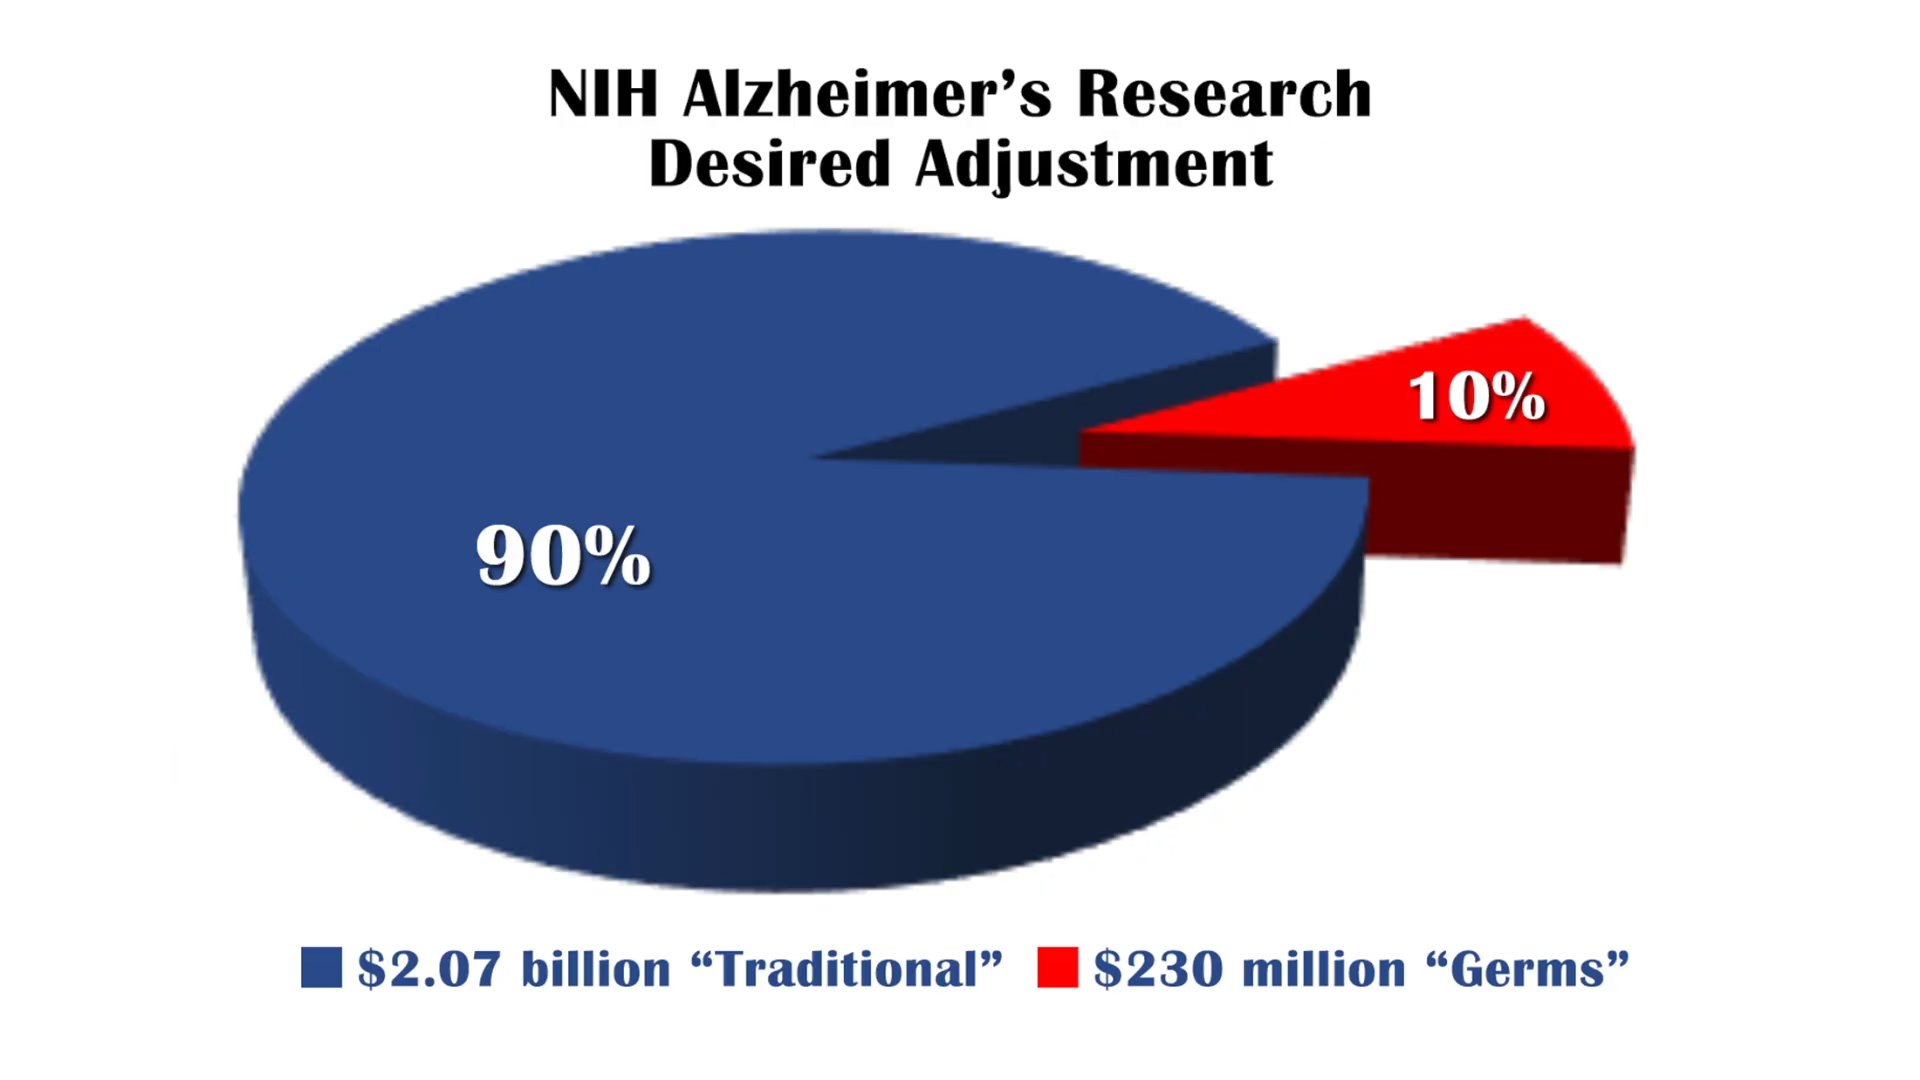 NIH Alzheimer’s Research
Desired Adjustment
10%
90%
$2.07 billion “Traditional” $230 million “Germs”